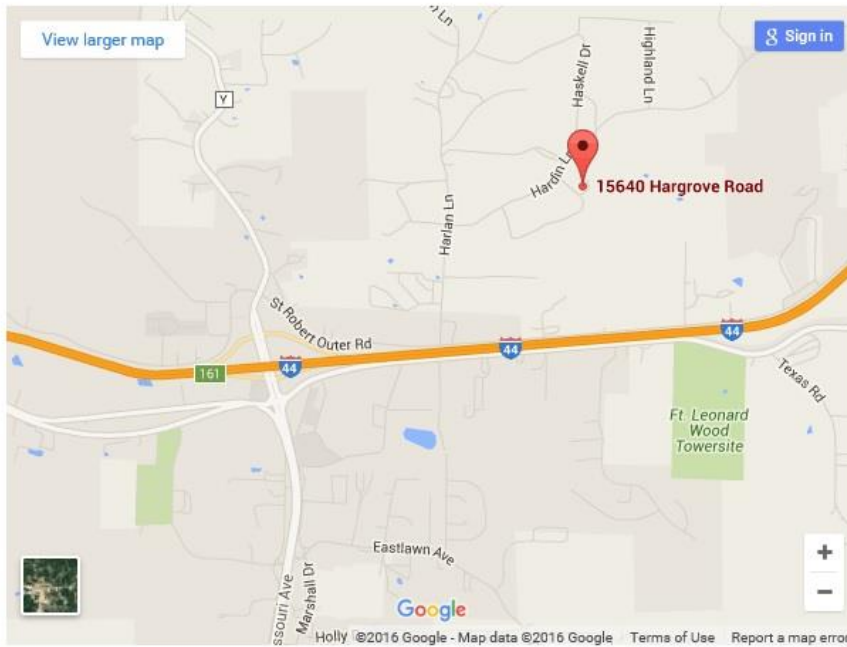 View larger map
Sign in
n Ln
Haskell Dr
Highland Ln
Y
Hardin Ln
15640 Hargrove Road
Harlan Ln
St Robert Outer Rd
44
44
44
161
Texas Rd
Ft. Leonard
Wood
Towersite
Eastlawn Ave
ssouri Ave
Marshall Dr
Google
Holly
©2016 Google - Map data ©2016 Google
Terms of Use
Report a map error
+
−